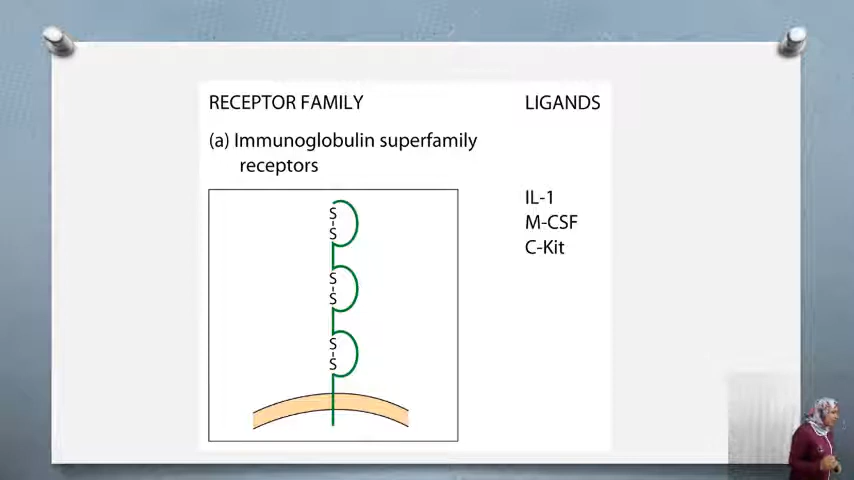 RECEPTOR FAMILY
LIGANDS
(a) Immunoglobulin superfamily
receptors
IL-1
M-CSF
C-Kit
S
S
S
S
S
S